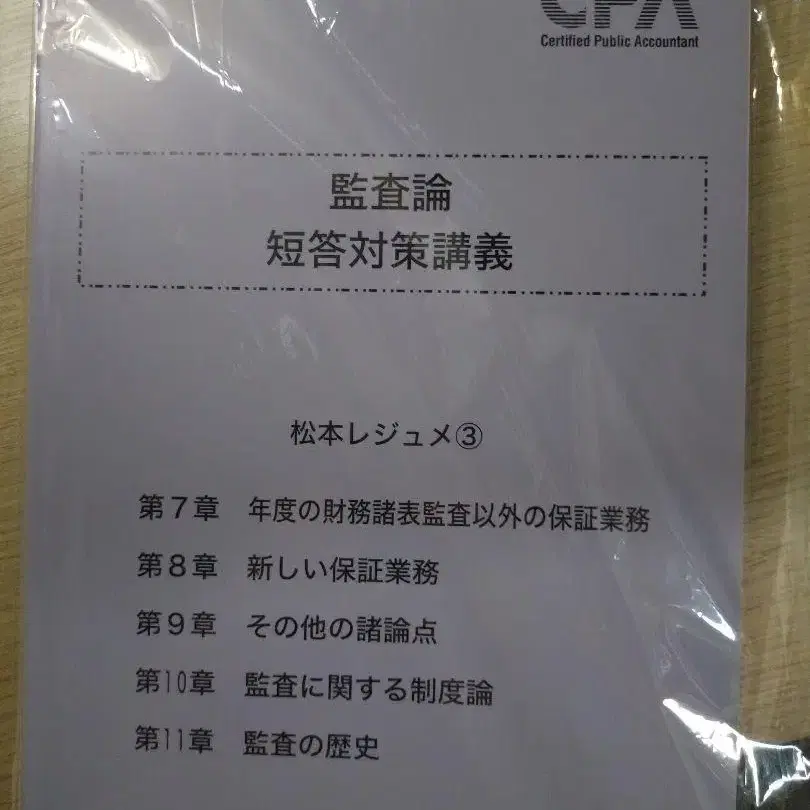 CPA
Certified Public Accountant
監査論
短答対策講義
松本レジュメ③
第７章　年度の財務諸表監査以外の保証業務
第８章　新しい保証業務
第９章　その他の諸論点
第10章　監査に関する制度論
第11章　監査の歴史